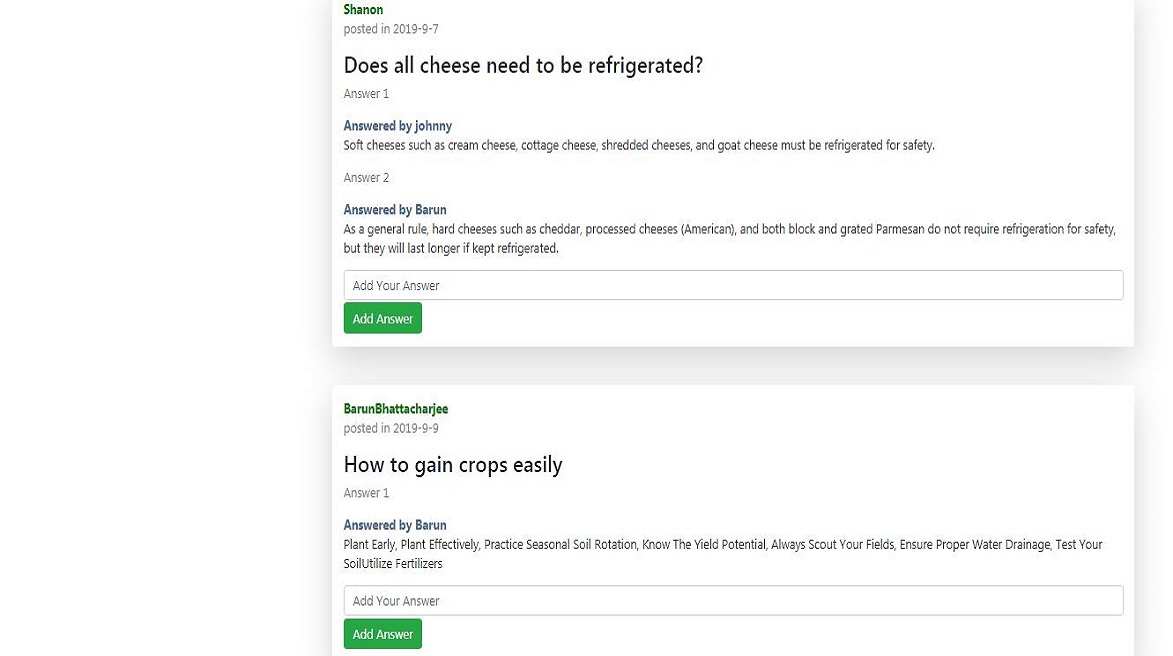 Shanon
posted in 2019-9-7
Does all cheese need to be refrigerated?
Answer 1
Answered by johnny
Soft cheeses such as cream cheese, cottage cheese, shredded cheeses, and goat cheese must be refrigerated for safety.
Answer 2
Answered by Barun
As a general rule, hard cheeses such as cheddar, processed cheeses (American), and both block and grated Parmesan do not require refrigeration for safety,
but they will last longer if kept refrigerated.
Add Your Answer
Add Answer
BarunBhattacharjee
posted in 2019-9-9
How to gain crops easily
Answer 1
Answered by Barun
Plant Early, Plant Effectively, Practice Seasonal Soil Rotation, Know The Yield Potential, Always Scout Your Fields, Ensure Proper Water Drainage, Test Your
SoilUtilize Fertilizers
Add Your Answer
Add Answer